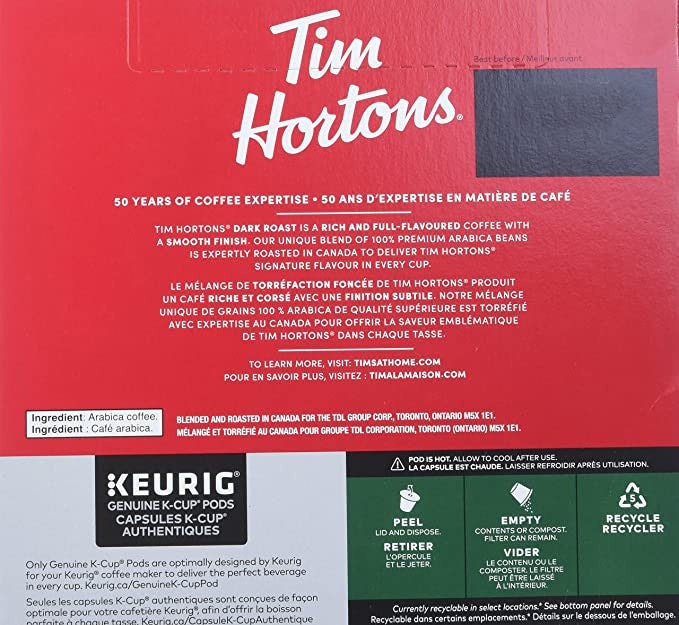 Tim
Hortons®
Best before / Meilleur avant
50 YEARS OF COFFEE EXPERTISE • 50 ANS D'EXPERTISE EN MATIÈRE DE CAFÉ
TIM HORTONS® DARK ROAST IS A RICH AND FULL-FLAVOURED COFFEE WITH
A SMOOTH FINISH. OUR UNIQUE BLEND OF 100% PREMIUM ARABICA BEANS
IS EXPERTLY ROASTED IN CANADA TO DELIVER TIM HORTONS®
SIGNATURE FLAVOUR IN EVERY CUP.
LE MÉLANGE DE TORRÉFACTION FONCÉE DE TIM HORTONS® PRODUIT
UN CAFÉ RICHE ET CORSÉ AVEC UNE FINITION SUBTILE. NOTRE MÉLANGE
UNIQUE DE GRAINS 100 % ARABICA DE QUALITÉ SUPÉRIEURE EST TORRÉFIÉ
AVEC EXPERTISE AU CANADA POUR OFFRIR LA SAVEUR EMBLÉMATIQUE
DE TIM HORTONS® DANS CHAQUE TASSE.
TO LEARN MORE, VISIT: TIMSATHOME.COM
POUR EN SAVOIR PLUS, VISITEZ : TIMALAMAISON.COM
Ingredient: Arabica coffee.
Ingrédient : Café arabica.
BLENDED AND ROASTED IN CANADA FOR THE TDL GROUP CORP., TORONTO, ONTARIO M5X 1E1.
MÉLANGÉ ET TORRÉFIÉ AU CANADA POUR GROUPE TDL CORPORATION, TORONTO (ONTARIO) M5X 1E1.
KEURIG®
GENUINE K-CUP® PODS
CAPSULES K-CUP®
AUTHENTIQUES
Only Genuine K-Cup® Pods are optimally designed by Keurig
for your Keurig® coffee maker to deliver the perfect beverage
in every cup. Keurig.ca/GenuineK-CupPod
Seules les capsules K-Cup® authentiques sont conçues de façon
optimale pour votre cafetière Keurig®, afin d'offrir la boisson
parfaite à chaque tasse. Keurig.ca/CapsuleK-CupAuthentique
POD IS HOT. ALLOW TO COOL AFTER USE.
LA CAPSULE EST CHAUDE. LAISSER REFROIDIR APRÈS UTILISATION.
PEEL
LID AND DISPOSE.
RETIRER
L'OPERCULE
ET LE JETER.
EMPTY
CONTENTS OR COMPOST.
FILTER CAN REMAIN.
VIDER
LE CONTENU OU LE
COMPOSTER. LE FILTRE
PEUT ÊTRE LAISSÉ
À L'INTÉRIEUR.
5
RECYCLE
RECYCLER
Currently recyclable in select locations.* See bottom panel for details.
Recyclable dans certains emplacements.* Détails sur le dessous de l'emballage.